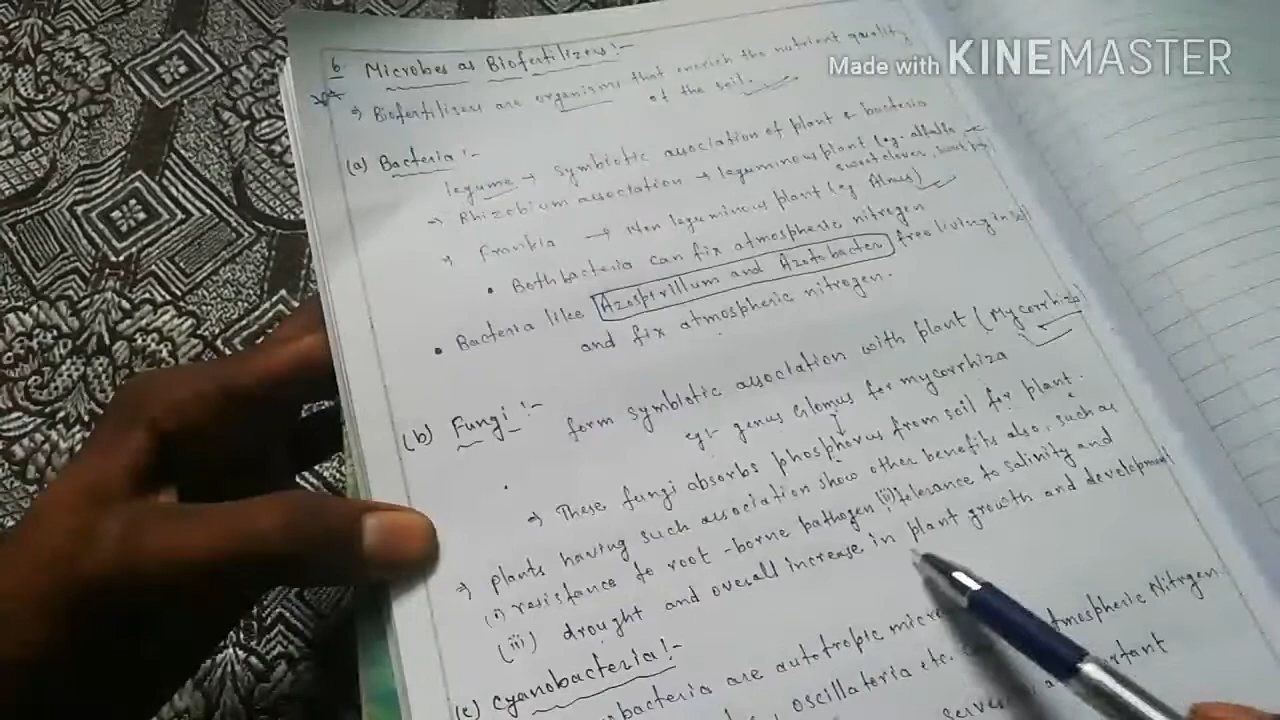 Made with KINEMASTER
6. Microbes as Biofertilizers :-
⇒ Biofertilizers are organisms that enrich the nutrient quality
of the soil.
(a) Bacteria :-
legume → symbiotic association of plant & bacteria
→ Rhizobium association → leguminous plant (eg. alfalfa
sweet clover,
→ Frankia → Non leguminous plant (eg Alnus)
• Both bacteria can fix atmospheric nitrogen
• Bacteria like Azospirillum and Azotobacter free living in soil
and fix atmospheric nitrogen.
(b) Fungi :- form symbiotic association with plant (Mycorrhiza)
eg:- genus Glomus for mycorrhiza
⇒ These fungi absorbs phosphorus from soil for plant.
⇒ plants having such association show other benefits also, such as
(i) resistance to root-borne pathogen (ii) tolerance to salinity and
(iii) drought and overall increase in plant growth and development
(c) Cyanobacteria :-
bacteria are autotropic atmospheric Nitrgen
oscillateria etc.